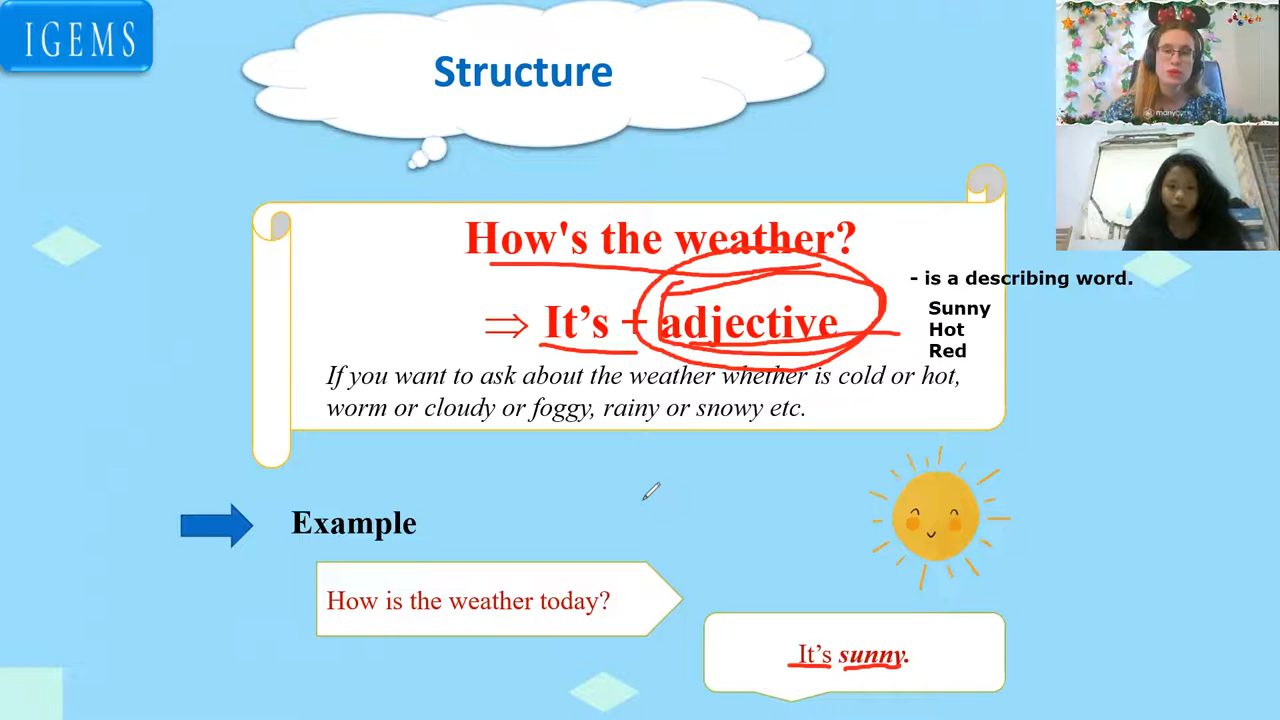 IGEMS
Structure
How's the weather?
- is a describing word.
⇒ It's + adjective
Sunny
Hot
Red
If you want to ask about the weather whether is cold or hot,
worm or cloudy or foggy, rainy or snowy etc.
Example
How is the weather today?
It's sunny.